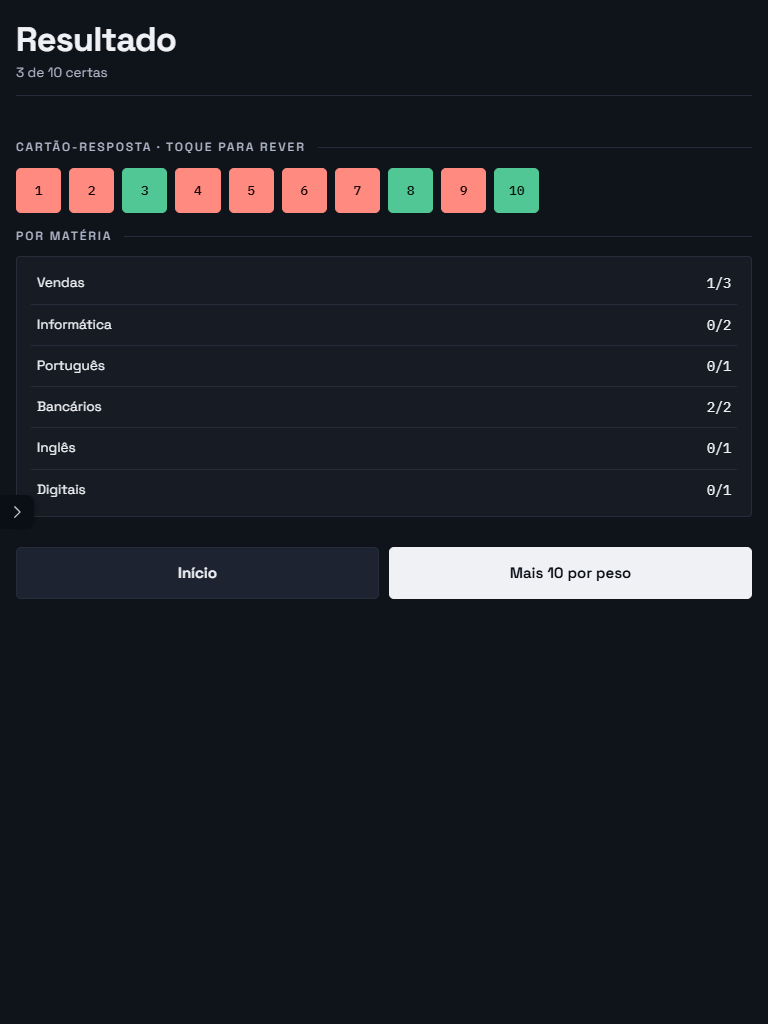 Resultado
3 de 10 certas
CARTÃO-RESPOSTA · TOQUE PARA REVER
1 2 3 4 5 6 7 8 9 10
POR MATÉRIA
Vendas 1/3
Informática 0/2
Português 0/1
Bancários 2/2
Inglês 0/1
Digitais 0/1
Início Mais 10 por peso